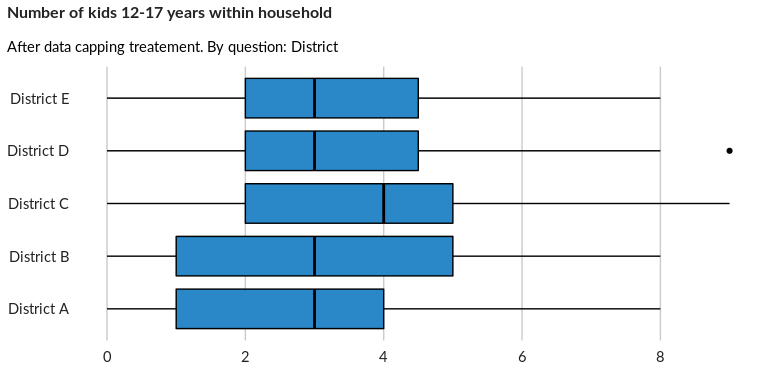 Number of kids 12-17 years within household
After data capping treatement. By question: District
District E
District D
District C
District B
District A
0 2 4 6 8